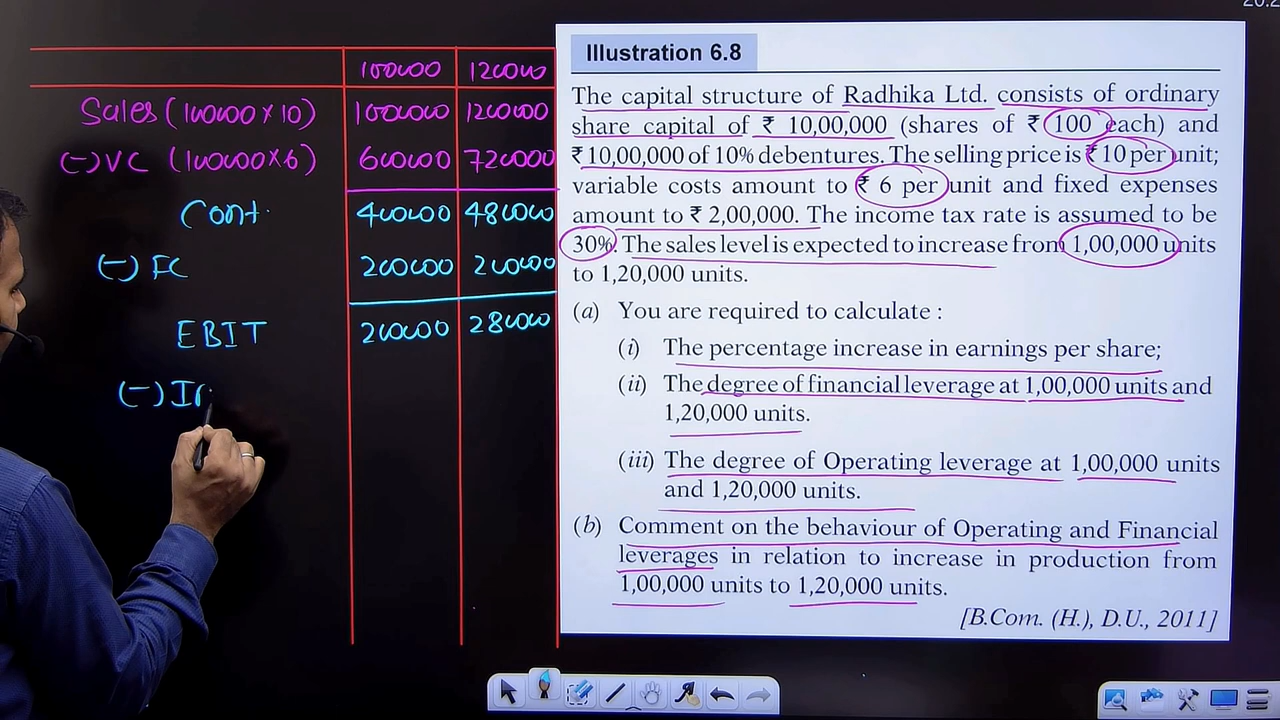 20:2
100000 120000
Sales (100000 x 10) 1000000 1200000
(-) VC (100000x6) 600000 720000
Cont. 400000 480000
(-) FC 200000 200000
EBIT 200000 280000
(-) I
Illustration 6.8
The capital structure of Radhika Ltd. consists of ordinary
share capital of ₹ 10,00,000 (shares of ₹ 100 each) and
₹ 10,00,000 of 10% debentures. The selling price is ₹ 10 per unit;
variable costs amount to ₹ 6 per unit and fixed expenses
amount to ₹ 2,00,000. The income tax rate is assumed to be
30%. The sales level is expected to increase from 1,00,000 units
to 1,20,000 units.
(a) You are required to calculate :
(i) The percentage increase in earnings per share;
(ii) The degree of financial leverage at 1,00,000 units and
1,20,000 units.
(iii) The degree of Operating leverage at 1,00,000 units
and 1,20,000 units.
(b) Comment on the behaviour of Operating and Financial
leverages in relation to increase in production from
1,00,000 units to 1,20,000 units.
[B.Com. (H.), D.U., 2011]